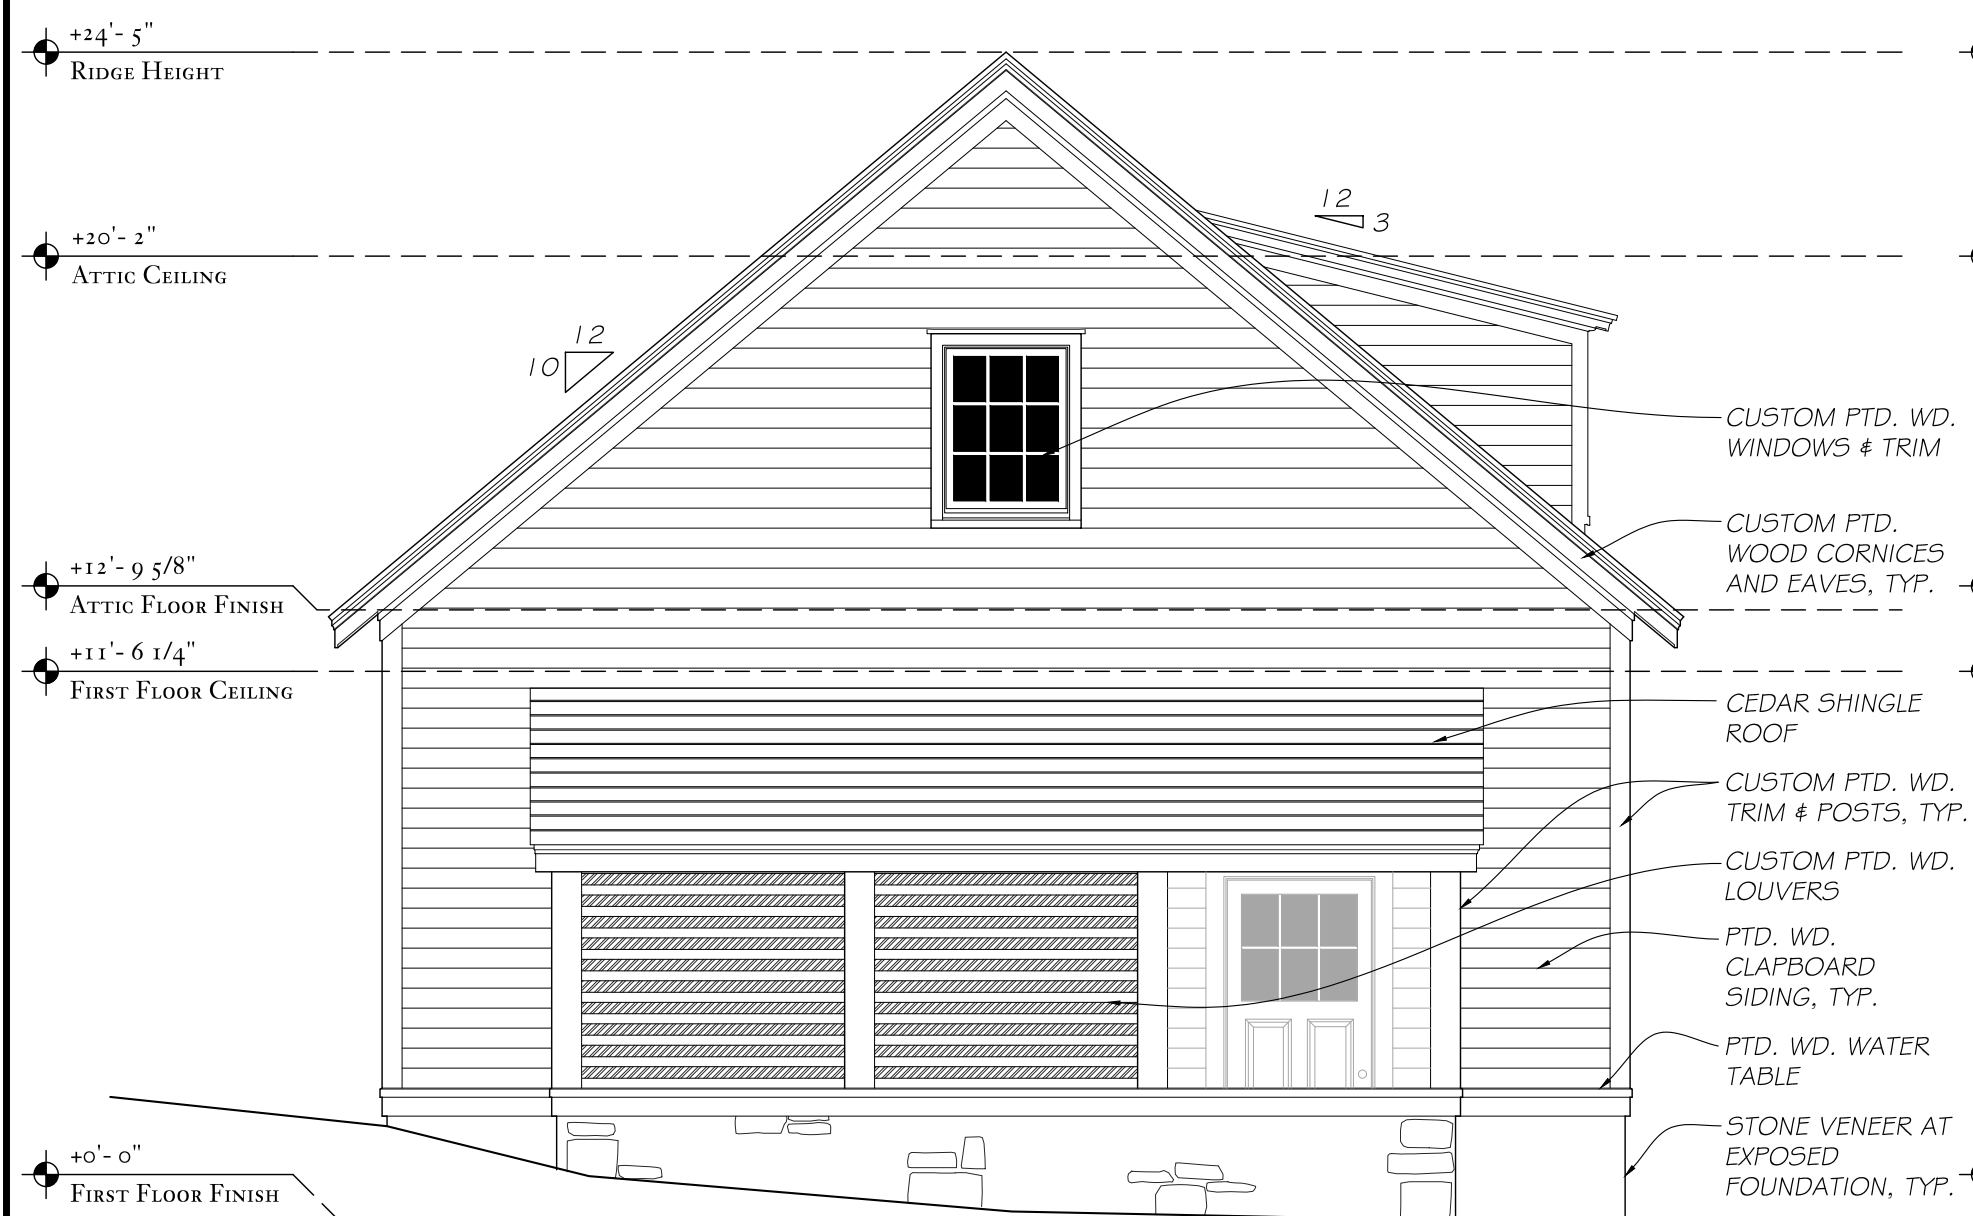 +24'- 5"
RIDGE HEIGHT
12
3
+20'- 2"
ATTIC CEILING
12
10
CUSTOM PTD. WD.
WINDOWS & TRIM
CUSTOM PTD.
WOOD CORNICES
AND EAVES, TYP.
+12'- 9 5/8"
ATTIC FLOOR FINISH
+11'- 6 1/4"
FIRST FLOOR CEILING
CEDAR SHINGLE
ROOF
CUSTOM PTD. WD.
TRIM & POSTS, TYP.
CUSTOM PTD. WD.
LOUVERS
PTD. WD.
CLAPBOARD
SIDING, TYP.
PTD. WD. WATER
TABLE
STONE VENEER AT
EXPOSED
FOUNDATION, TYP.
+0'- 0"
FIRST FLOOR FINISH